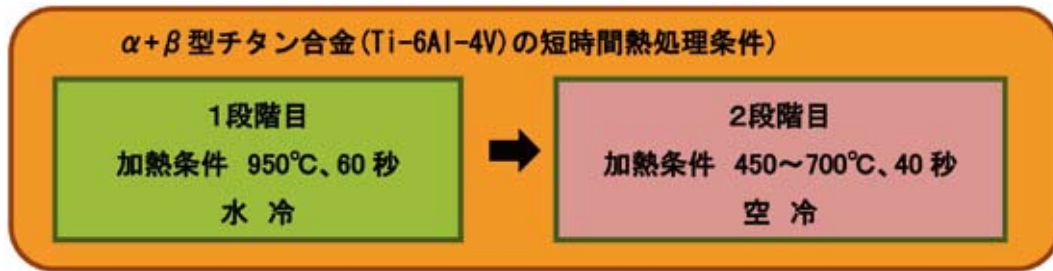 α+β型チタン合金(Ti-6Al-4V)の短時間熱処理条件)
1段階目
加熱条件 950℃、60秒
水 冷
2段階目
加熱条件 450～700℃、40秒
空 冷